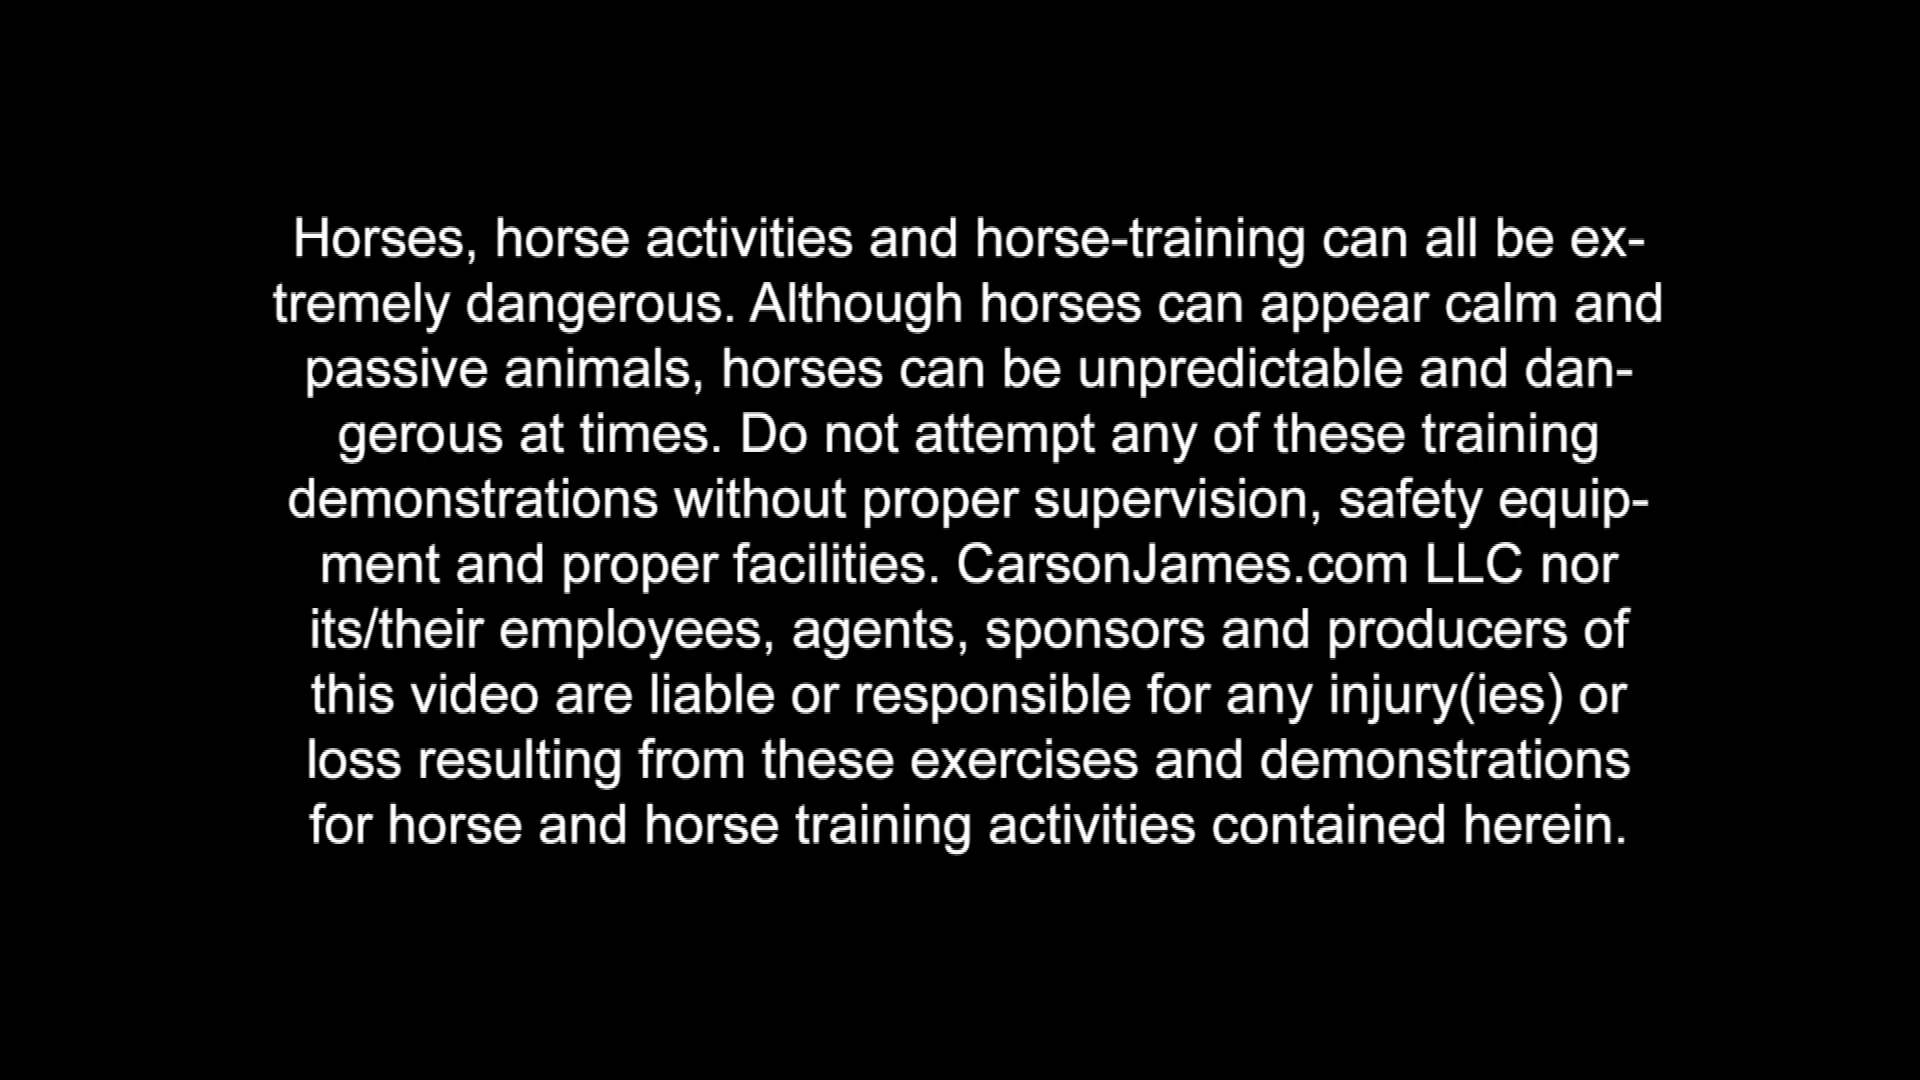 Horses, horse activities and horse-training can all be ex-
tremely dangerous. Although horses can appear calm and
passive animals, horses can be unpredictable and dan-
gerous at times. Do not attempt any of these training
demonstrations without proper supervision, safety equip-
ment and proper facilities. CarsonJames.com LLC nor
its/their employees, agents, sponsors and producers of
this video are liable or responsible for any injury(ies) or
loss resulting from these exercises and demonstrations
for horse and horse training activities contained herein.